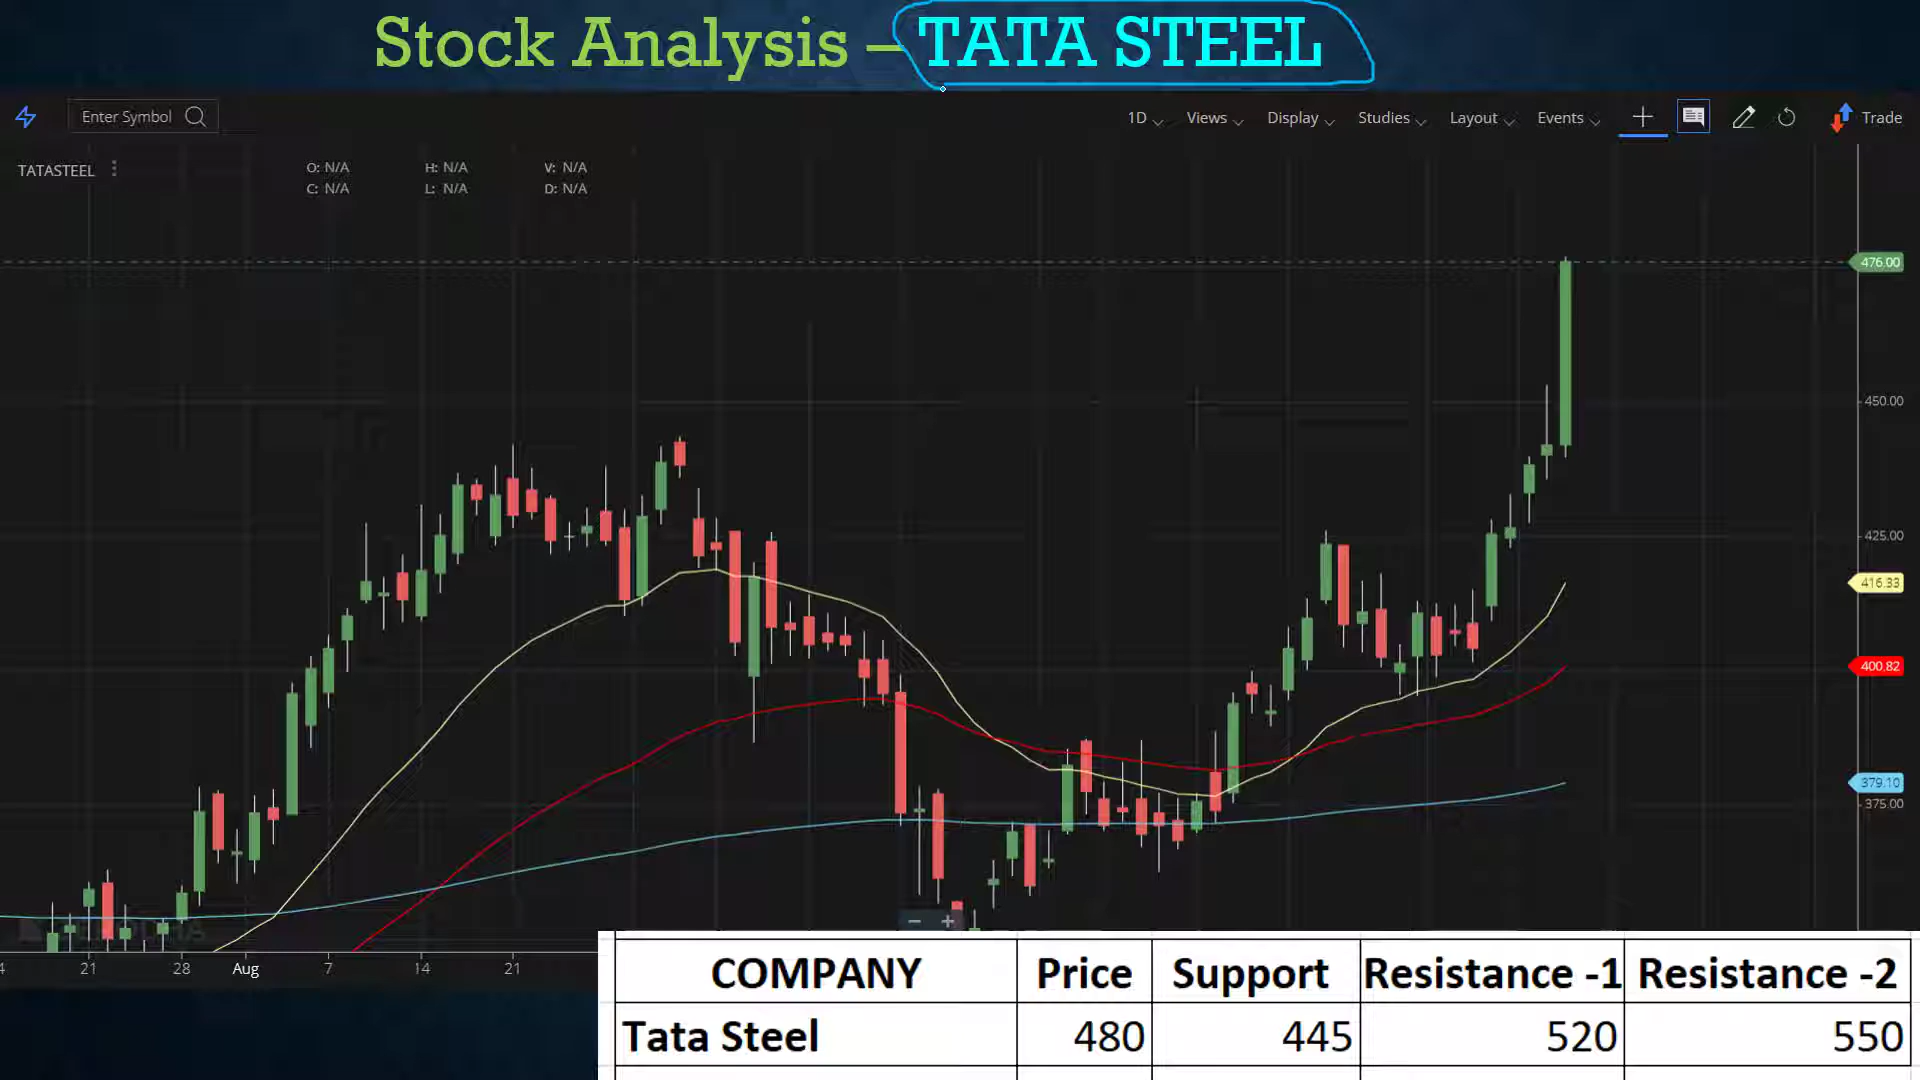 Stock Analysis – TATA STEEL
Enter Symbol
1D Views Display Studies Layout Events Trade
TATASTEEL
O: N/A H: N/A V: N/A
C: N/A L: N/A D: N/A
476.00
450.00
425.00
416.33
400.82
379.10
375.00
21 28 Aug 7 14 21
COMPANY Price Support Resistance -1 Resistance -2
Tata Steel 480 445 520 550